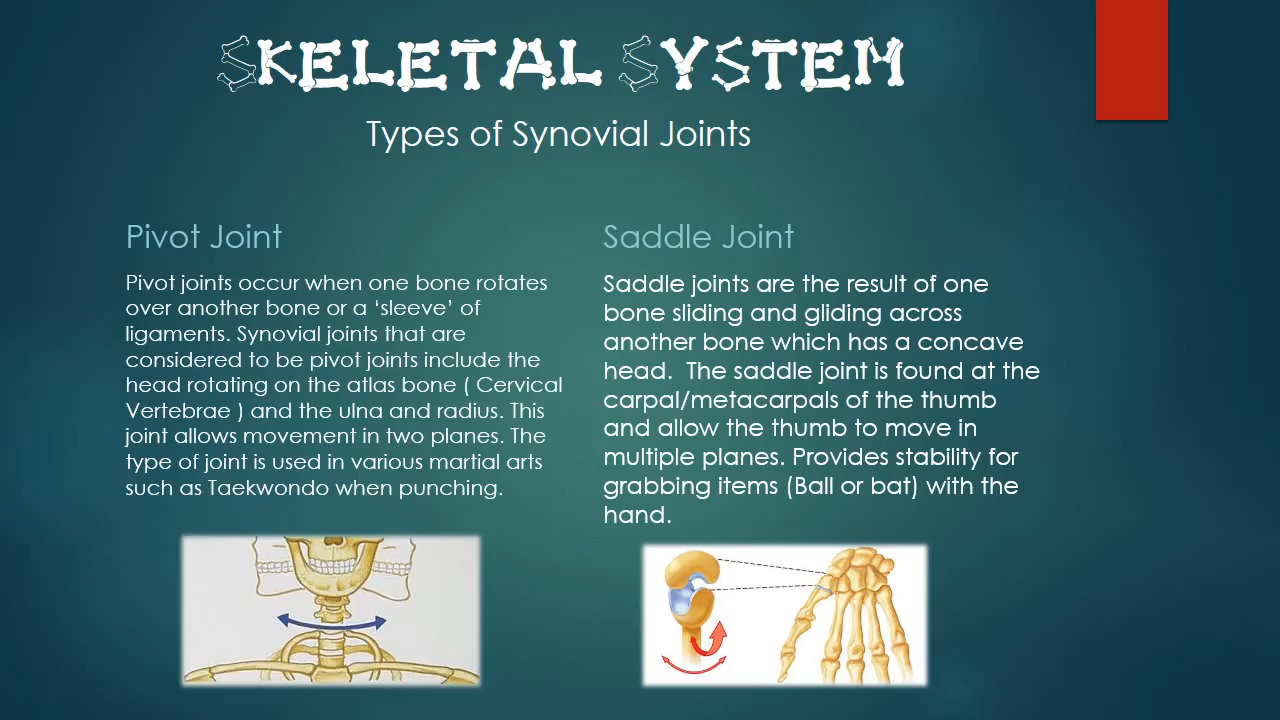 SKELETAL SYSTEM
Types of Synovial Joints
Pivot Joint
Pivot joints occur when one bone rotates
over another bone or a ‘sleeve’ of
ligaments. Synovial joints that are
considered to be pivot joints include the
head rotating on the atlas bone ( Cervical
Vertebrae ) and the ulna and radius. This
joint allows movement in two planes. The
type of joint is used in various martial arts
such as Taekwondo when punching.
Saddle Joint
Saddle joints are the result of one
bone sliding and gliding across
another bone which has a concave
head.  The saddle joint is found at the
carpal/metacarpals of the thumb
and allow the thumb to move in
multiple planes. Provides stability for
grabbing items (Ball or bat) with the
hand.